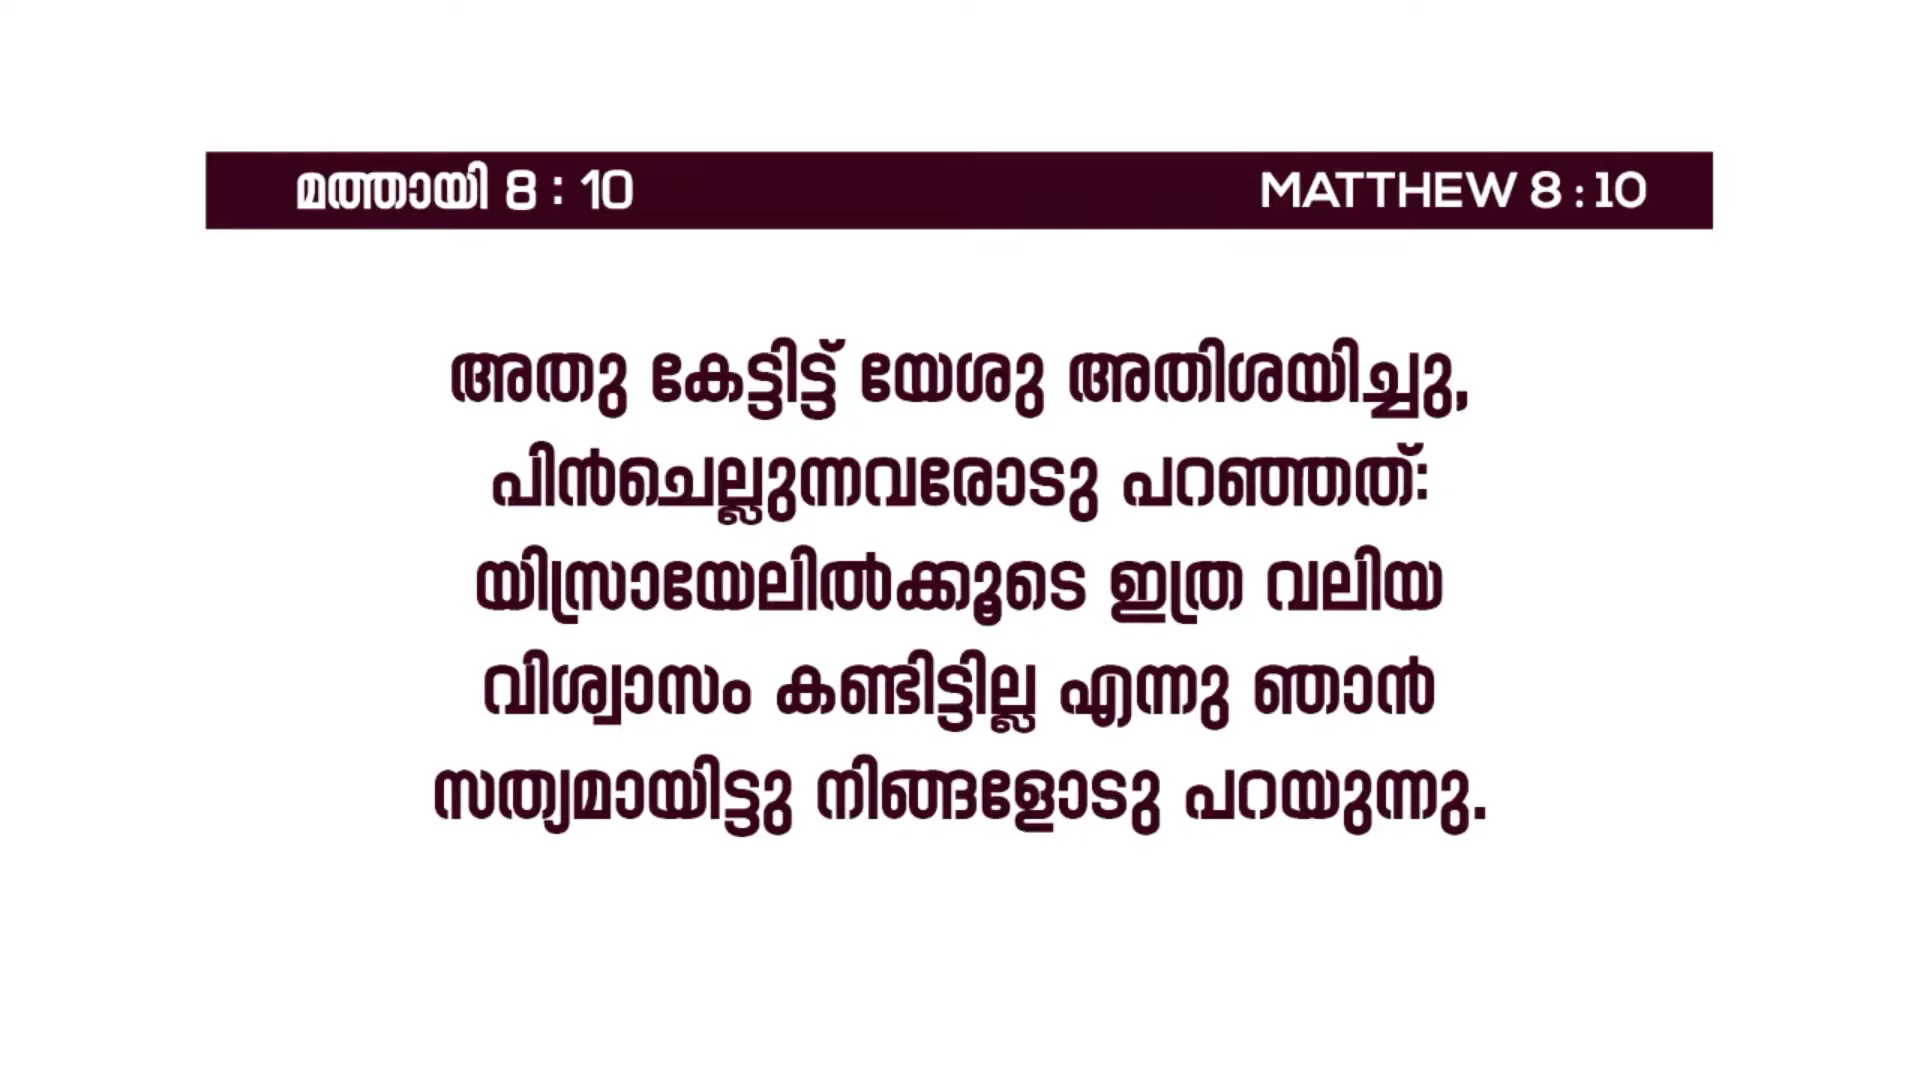 മത്തായി 8 : 10
MATTHEW 8 : 10
അതു കേട്ടിട്ട് യേശു അതിശയിച്ചു,
പിൻചെല്ലുന്നവരോടു പറഞ്ഞത്:
യിസ്രായേലിൽക്കൂടെ ഇത്ര വലിയ
വിശ്വാസം കണ്ടിട്ടില്ല എന്നു ഞാൻ
സത്യമായിട്ടു നിങ്ങളോടു പറയുന്നു.